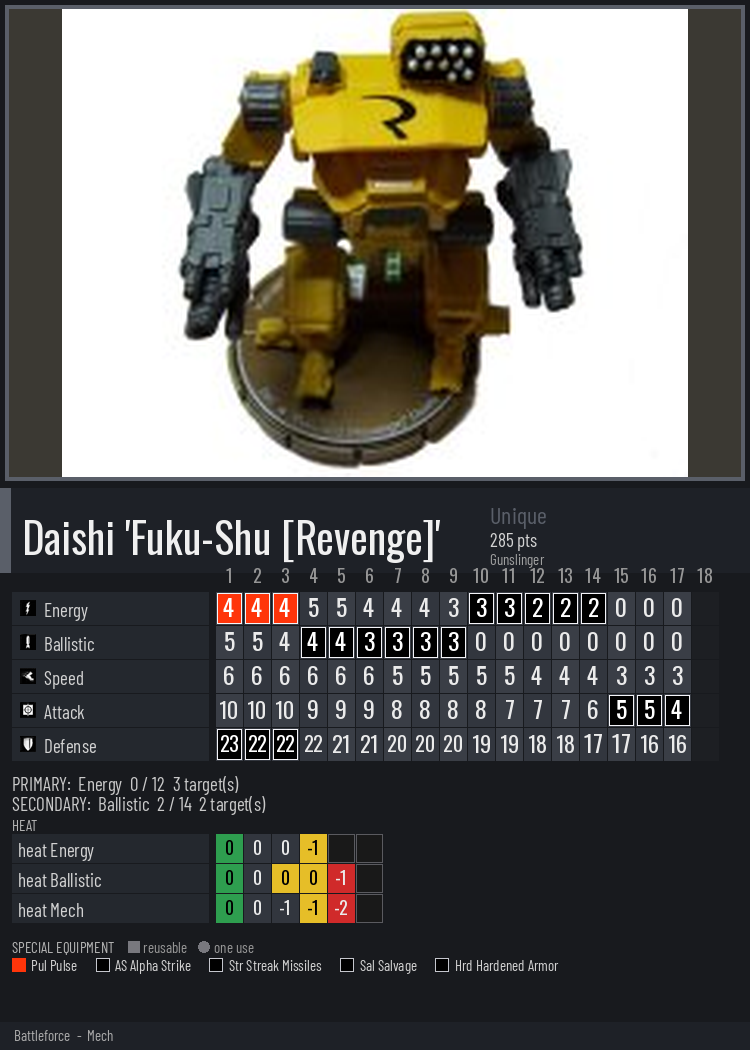 R
Daishi 'Fuku-Shu [Revenge]'
Unique
285 pts
Gunslinger
1 2 3 4 5 6 7 8 9 10 11 12 13 14 15 16 17 18
Energy 4 4 4 5 5 4 4 4 3 3 3 2 2 2 0 0 0
Ballistic 5 5 4 4 4 3 3 3 3 0 0 0 0 0 0 0 0
Speed 6 6 6 6 6 6 5 5 5 5 5 4 4 4 3 3 3
Attack 10 10 10 9 9 9 8 8 8 8 7 7 7 6 5 5 4
Defense 23 22 22 22 21 21 20 20 20 19 19 18 18 17 17 16 16
PRIMARY: Energy 0 / 12 3 target(s)
SECONDARY: Ballistic 2 / 14 2 target(s)
HEAT
heat Energy 0 0 0 -1
heat Ballistic 0 0 0 0 -1
heat Mech 0 0 -1 -1 -2
SPECIAL EQUIPMENT reusable one use
Pul Pulse AS Alpha Strike Str Streak Missiles Sal Salvage Hrd Hardened Armor
Battleforce - Mech